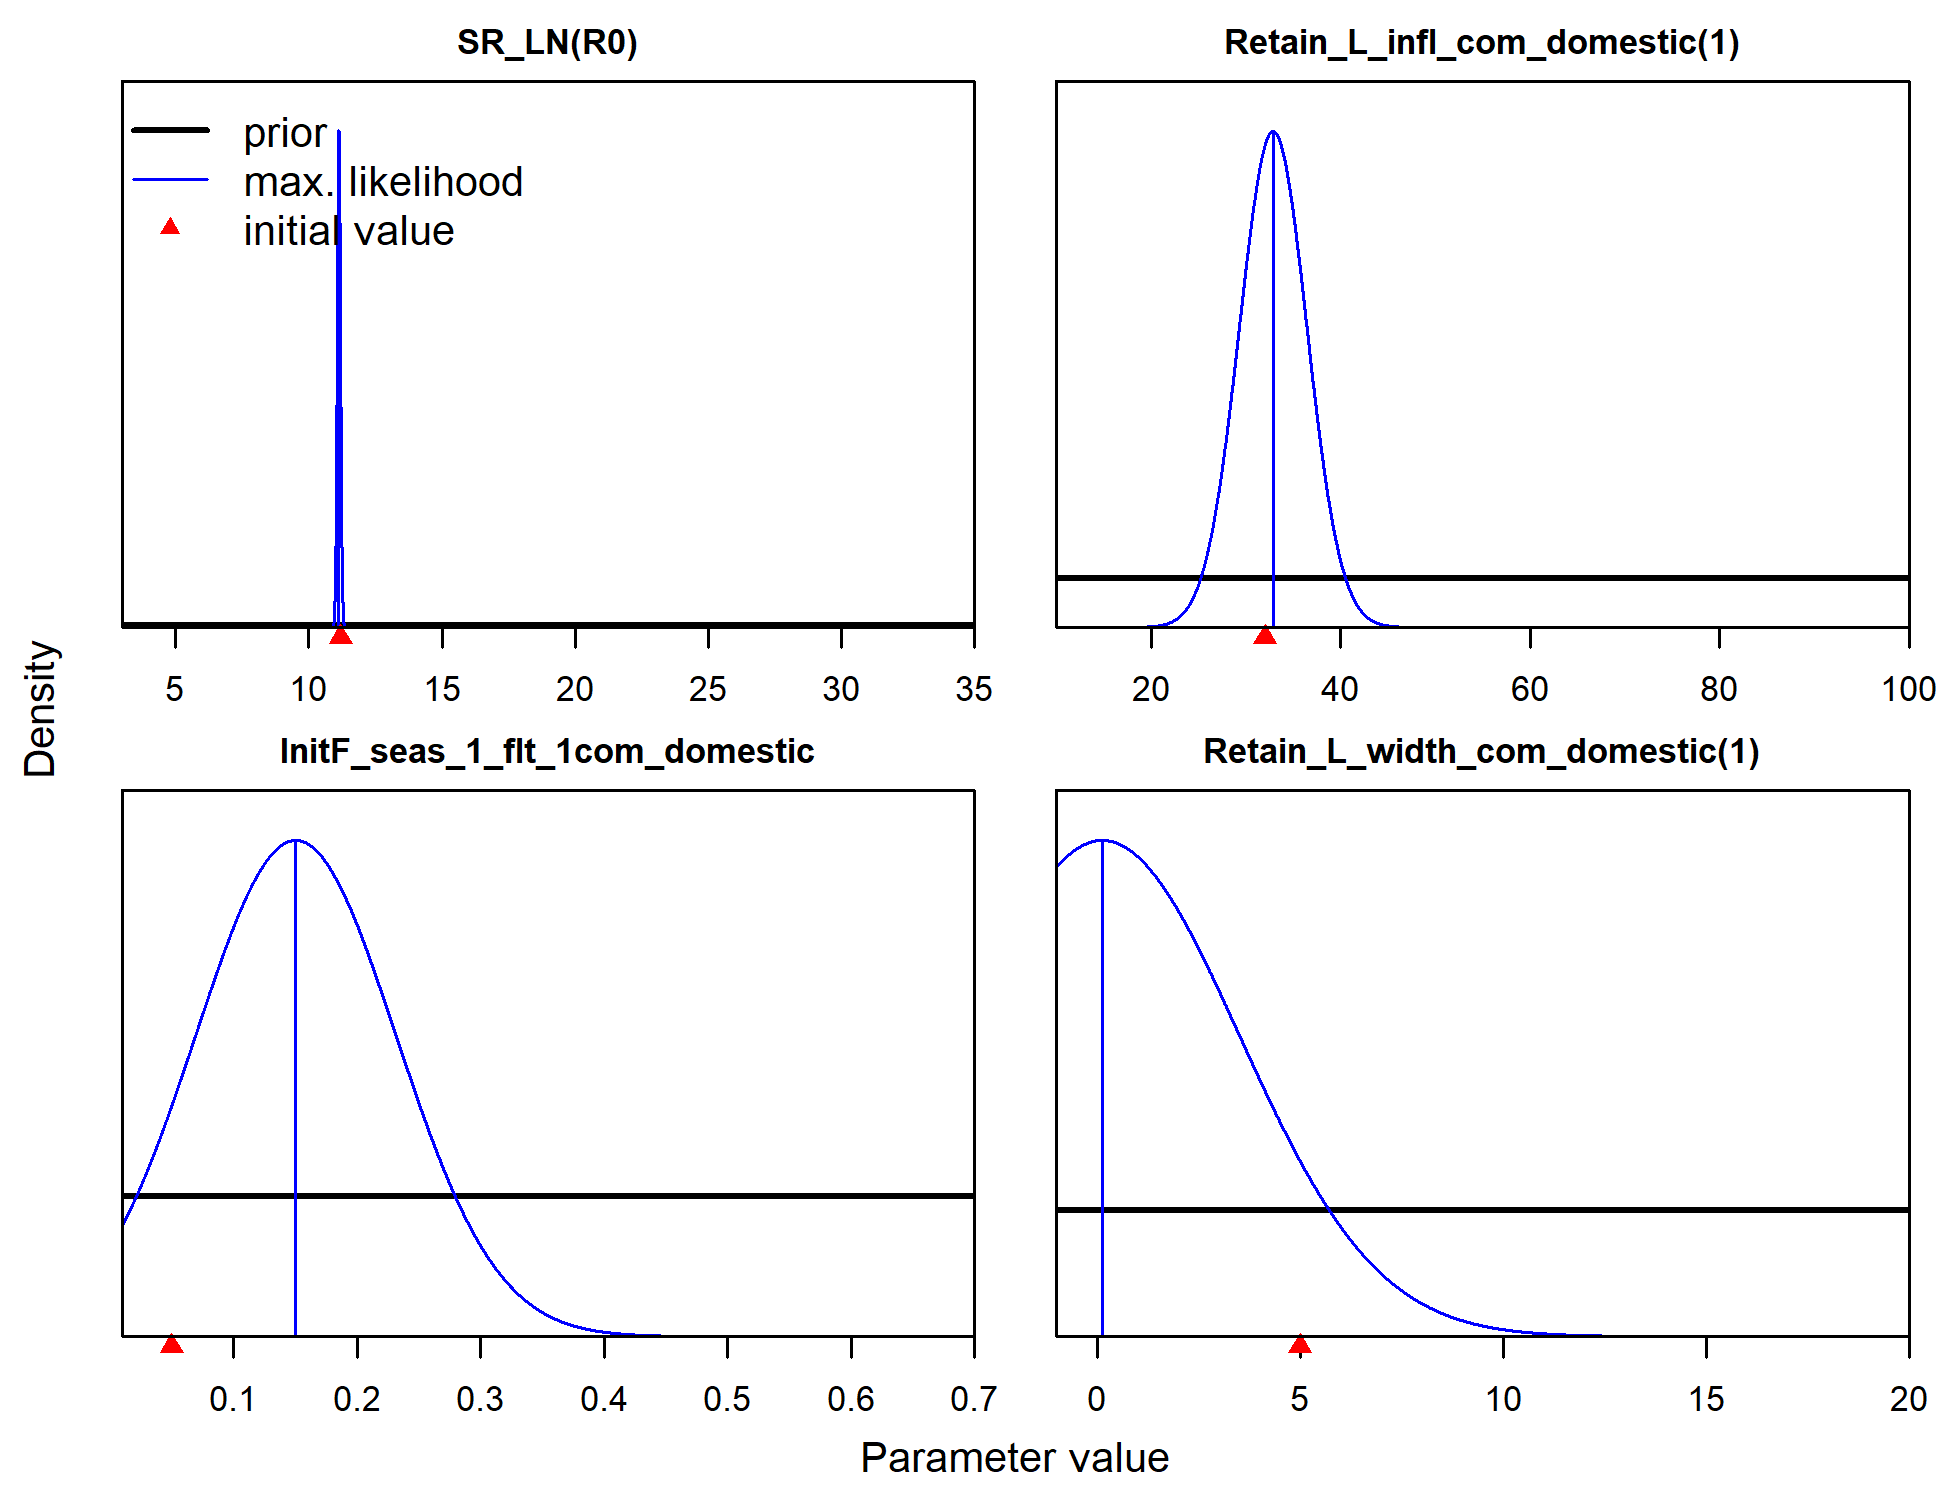 SR_LN(R0)
prior
max. likelihood
initial value
5 10 15 20 25 30 35
Retain_L_infl_com_domestic(1)
20 40 60 80 100
InitF_seas_1_flt_1com_domestic
0.1 0.2 0.3 0.4 0.5 0.6 0.7
Retain_L_width_com_domestic(1)
0 5 10 15 20
Density
Parameter value